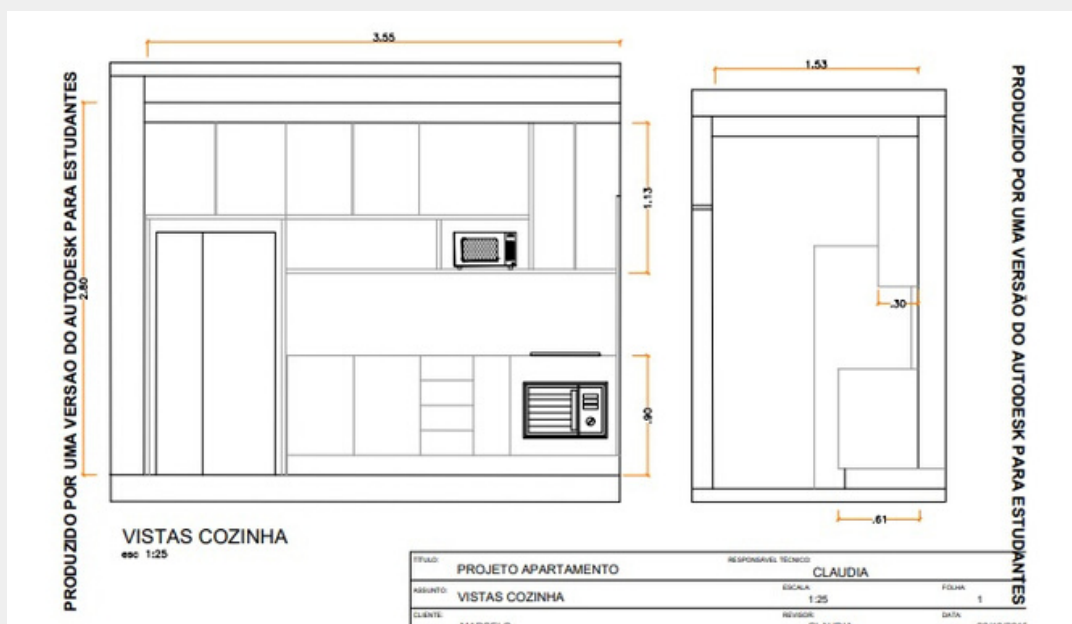 3.55
1.53
PRODUZIDO POR UMA VERSÃO DO AUTODESK PARA ESTUDANTES
PRODUZIDO POR UMA VERSÃO DO AUTODESK PARA ESTUDANTES
1.13
2.80
.30
.90
.61
VISTAS COZINHA
esc 1:25
TÍTULO: PROJETO APARTAMENTO RESPONSAVEL TÉCNICO: CLAUDIA
ASSUNTO: VISTAS COZINHA ESCALA: 1:25 FOLHA: 1
CLIENTE: REVISOR: DATA: